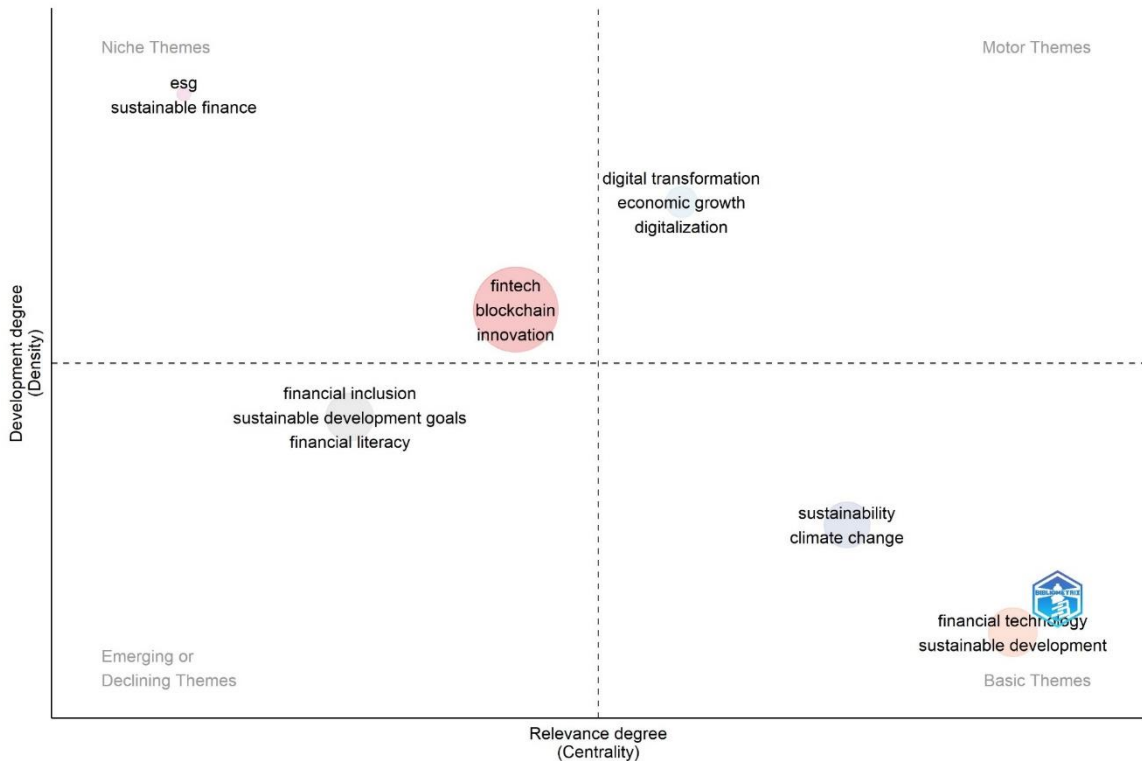 Niche Themes
Motor Themes
esg
sustainable finance
digital transformation
economic growth
digitalization
fintech
blockchain
innovation
Development degree
(Density)
financial inclusion
sustainable development goals
financial literacy
sustainability
climate change
BIBLIOMETRIX
financial technology
sustainable development
Emerging or
Declining Themes
Basic Themes
Relevance degree
(Centrality)